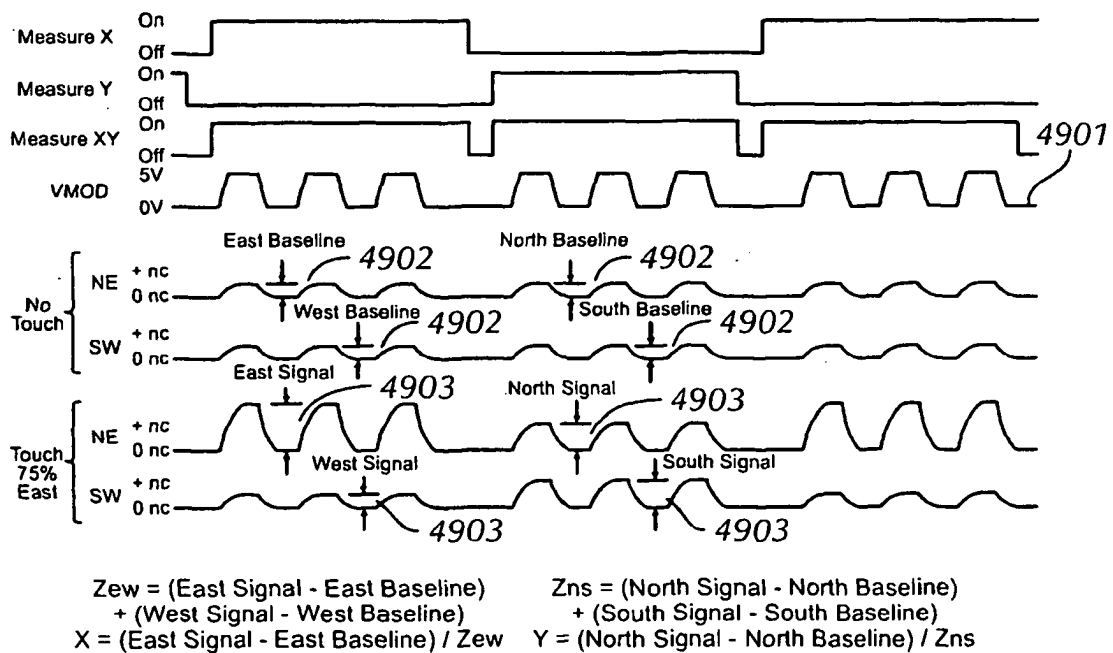 On
Measure X
Off
On
Measure Y
Off
On
Measure XY
Off
4901
5V
VMOD
0V
East Baseline
4902
North Baseline
4902
No Touch
NE
+ nc
0 nc
West Baseline
4902
South Baseline
4902
SW
+ nc
0 nc
East Signal
4903
North Signal
4903
Touch 75% East
NE
+ nc
0 nc
West Signal
4903
South Signal
4903
SW
+ nc
0 nc
Zew = (East Signal - East Baseline)
+ (West Signal - West Baseline)
X = (East Signal - East Baseline) / Zew
Zns = (North Signal - North Baseline)
+ (South Signal - South Baseline)
Y = (North Signal - North Baseline) / Zns